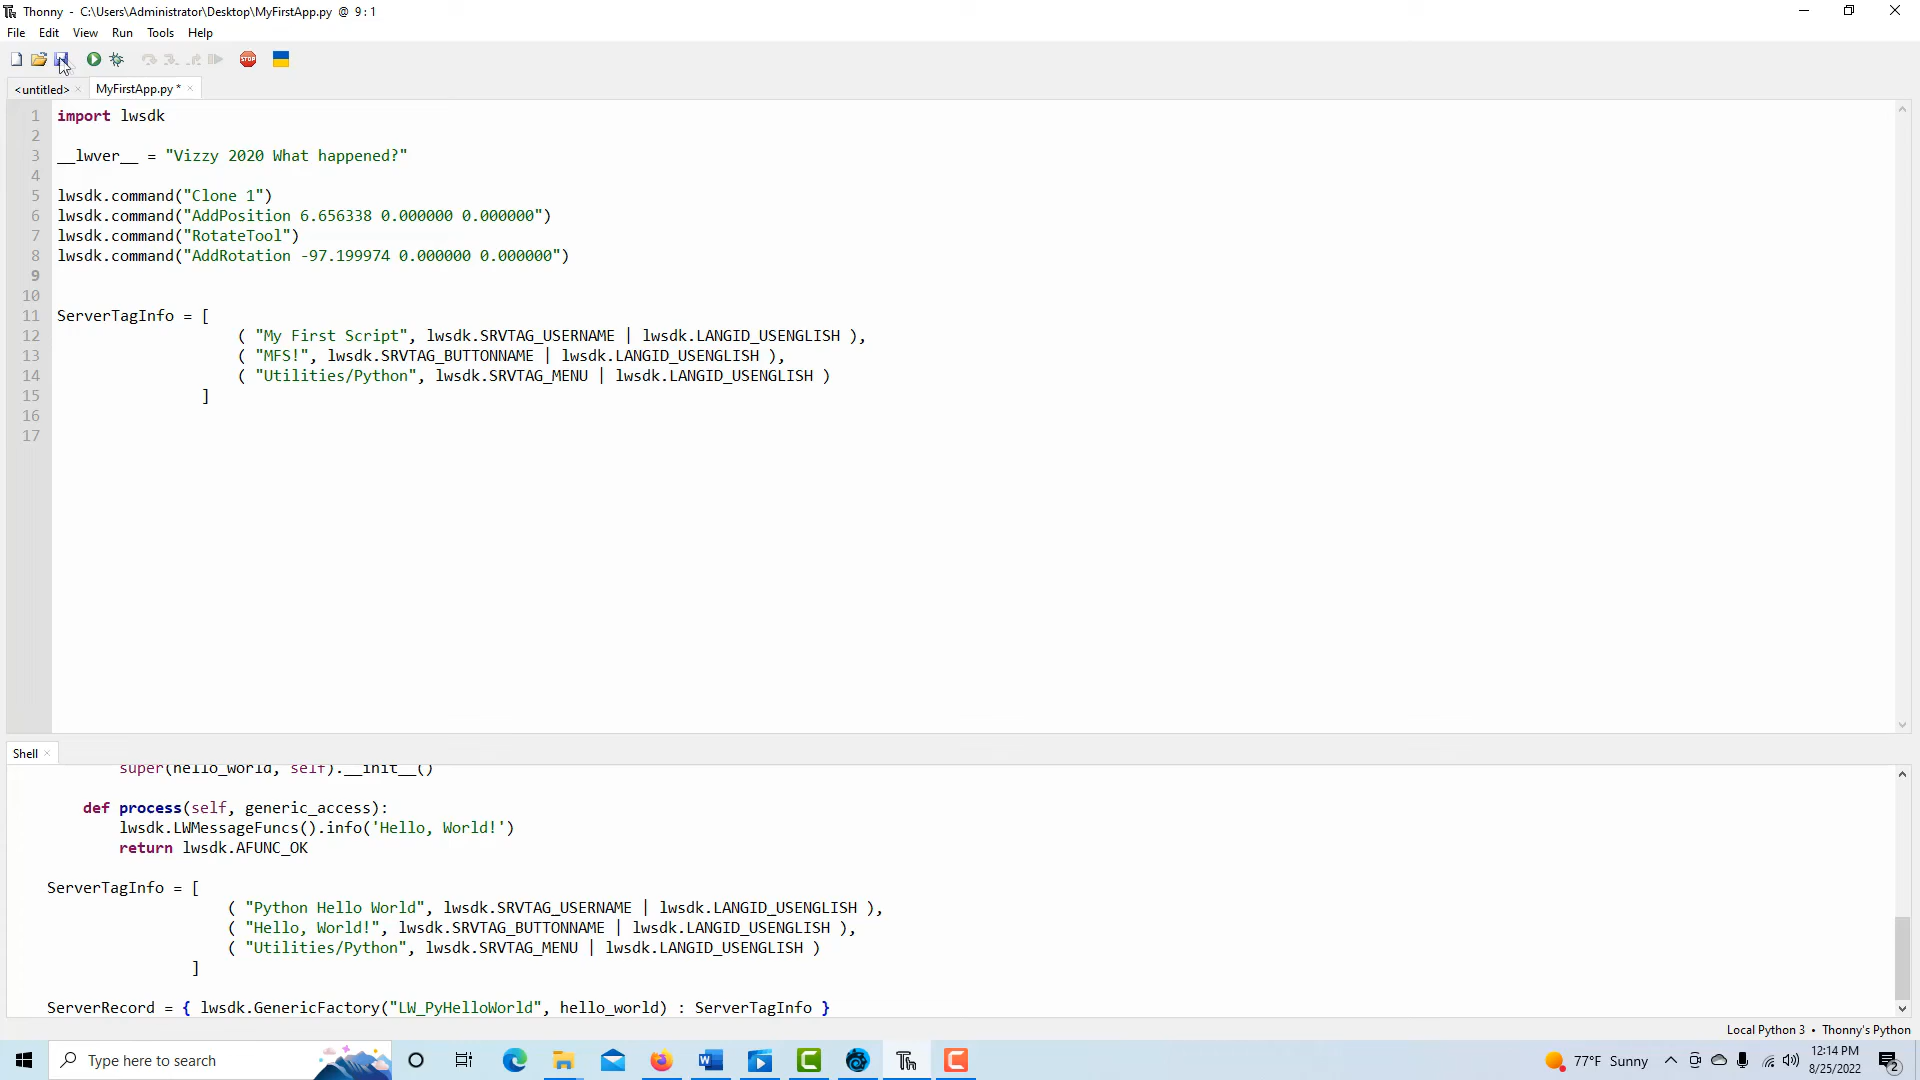 Thonny - C:\Users\Administrator\Desktop\MyFirstApp.py @ 9:1
File Edit View Run Tools Help
STOP
<untitled> × MyFirstApp.py * ×
1 import lwsdk
2
3 __lwver__ = "Vizzy 2020 What happened?"
4
5 lwsdk.command("Clone 1")
6 lwsdk.command("AddPosition 6.656338 0.000000 0.000000")
7 lwsdk.command("RotateTool")
8 lwsdk.command("AddRotation -97.199974 0.000000 0.000000")
9
10
11 ServerTagInfo = [
12 ( "My First Script", lwsdk.SRVTAG_USERNAME | lwsdk.LANGID_USENGLISH ),
13 ( "MFS!", lwsdk.SRVTAG_BUTTONNAME | lwsdk.LANGID_USENGLISH ),
14 ( "Utilities/Python", lwsdk.SRVTAG_MENU | lwsdk.LANGID_USENGLISH )
15 ]
16
17
Shell ×
super(hello_world, self).__init__()
def process(self, generic_access):
lwsdk.LWMessageFuncs().info('Hello, World!')
return lwsdk.AFUNC_OK
ServerTagInfo = [
( "Python Hello World", lwsdk.SRVTAG_USERNAME | lwsdk.LANGID_USENGLISH ),
( "Hello, World!", lwsdk.SRVTAG_BUTTONNAME | lwsdk.LANGID_USENGLISH ),
( "Utilities/Python", lwsdk.SRVTAG_MENU | lwsdk.LANGID_USENGLISH )
]
ServerRecord = { lwsdk.GenericFactory("LW_PyHelloWorld", hello_world) : ServerTagInfo }
Local Python 3 • Thonny's Python
Type here to search
77°F Sunny
12:14 PM
8/25/2022
2